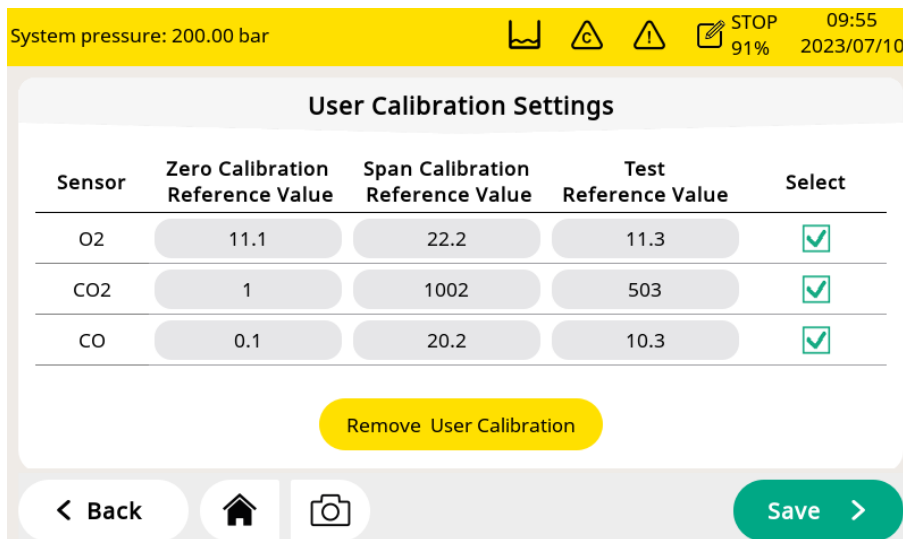 System pressure: 200.00 bar
C
!
STOP
91%
09:55
2023/07/10
User Calibration Settings
Sensor
Zero Calibration
Reference Value
Span Calibration
Reference Value
Test
Reference Value
Select
O2 11.1 22.2 11.3
CO2 1 1002 503
CO 0.1 20.2 10.3
Remove User Calibration
Back
Save